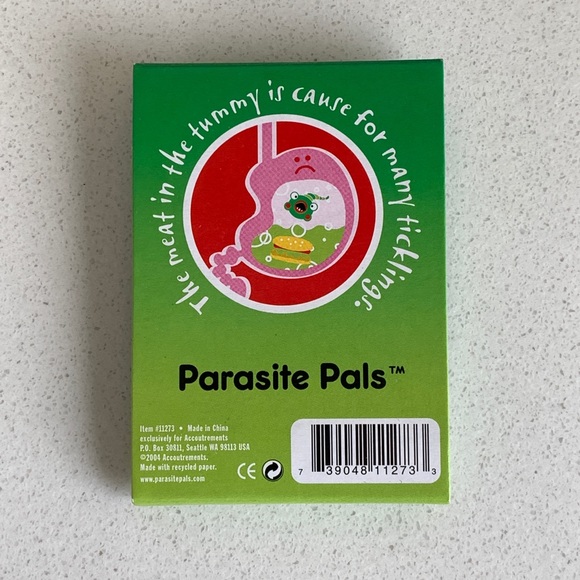 The meat in the tummy is cause for many ticklings.
Parasite Pals™
Item #11273 • Made in China
exclusively for Accoutrements
P.O. Box 30811, Seattle WA 98113 USA
©2004 Accoutrements.
Made with recycled paper.
www.parasitepals.com
CE
7 39048 11273 3